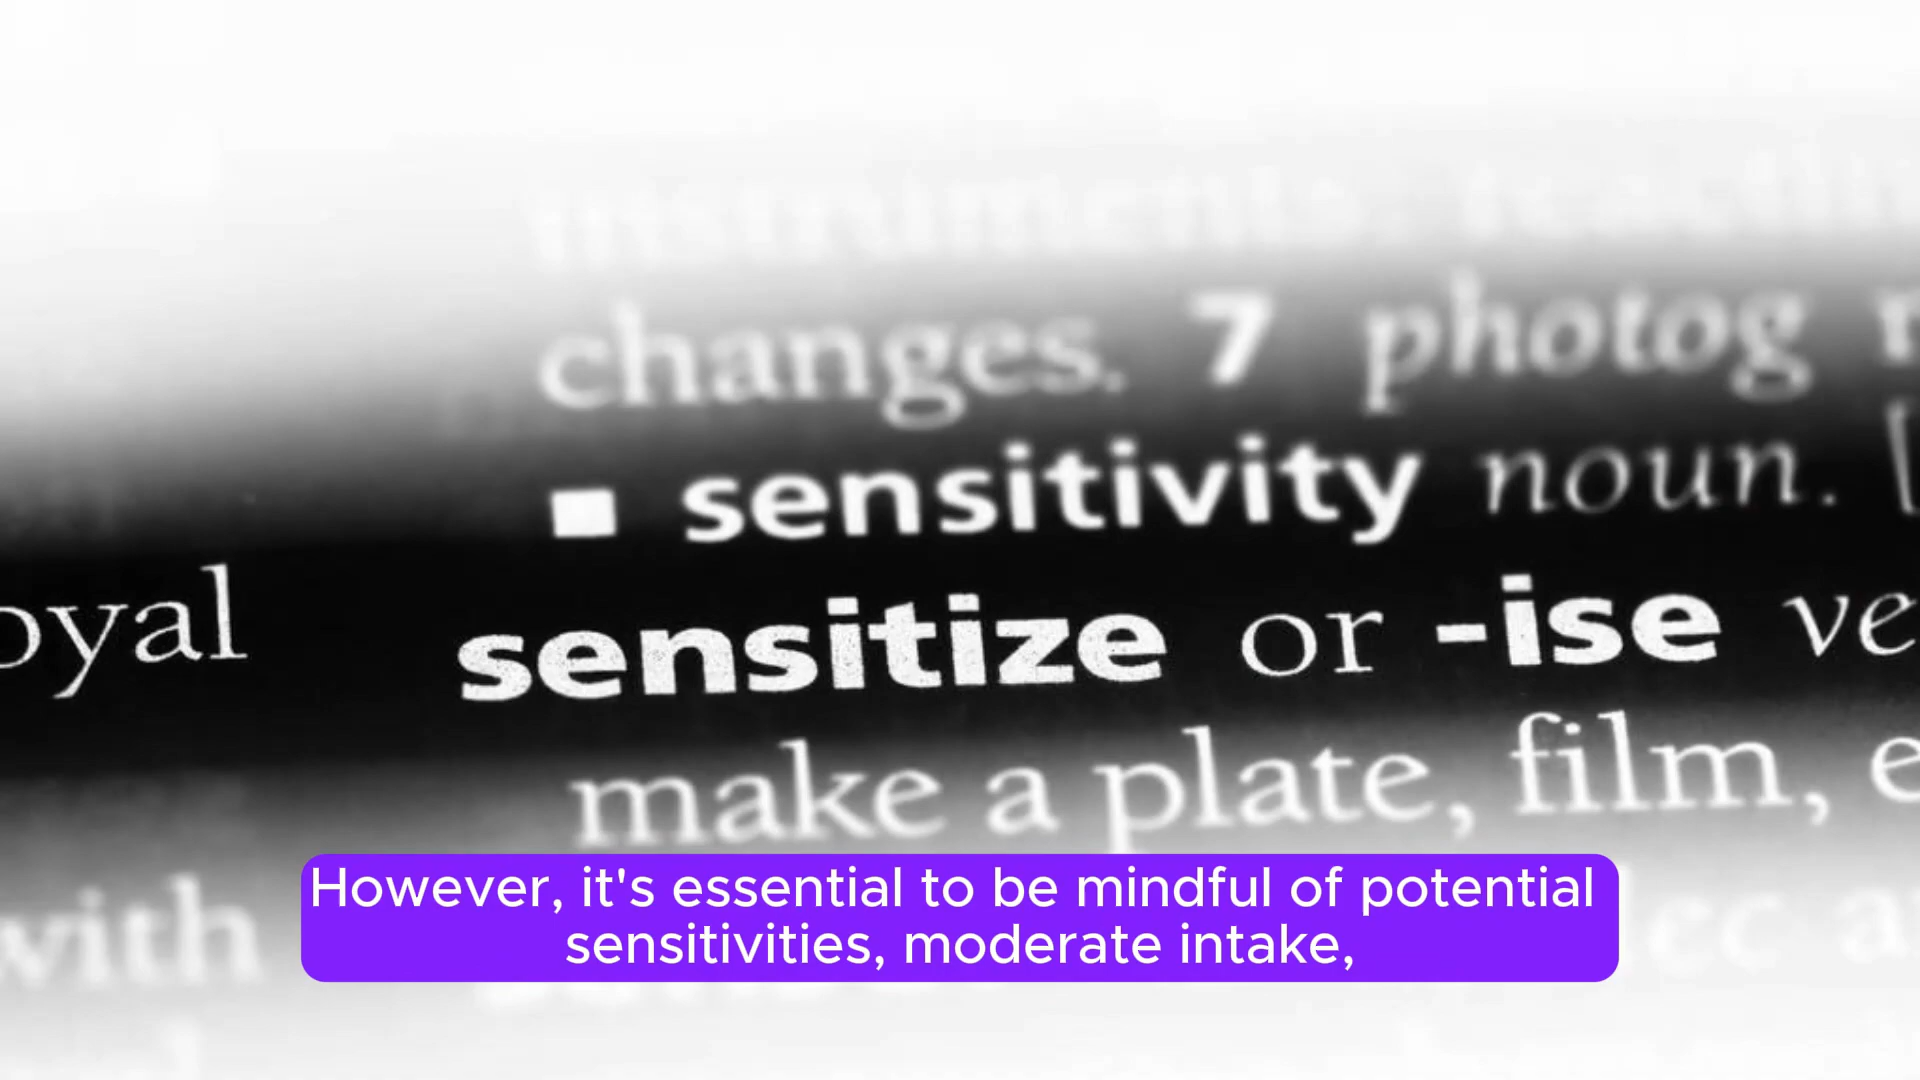 instruments.
changes. 7 photog
▪ sensitivity noun. [
oyal
sensitize or -ise ve
make a plate, film, e
with
However, it's essential to be mindful of potential
sensitivities, moderate intake,